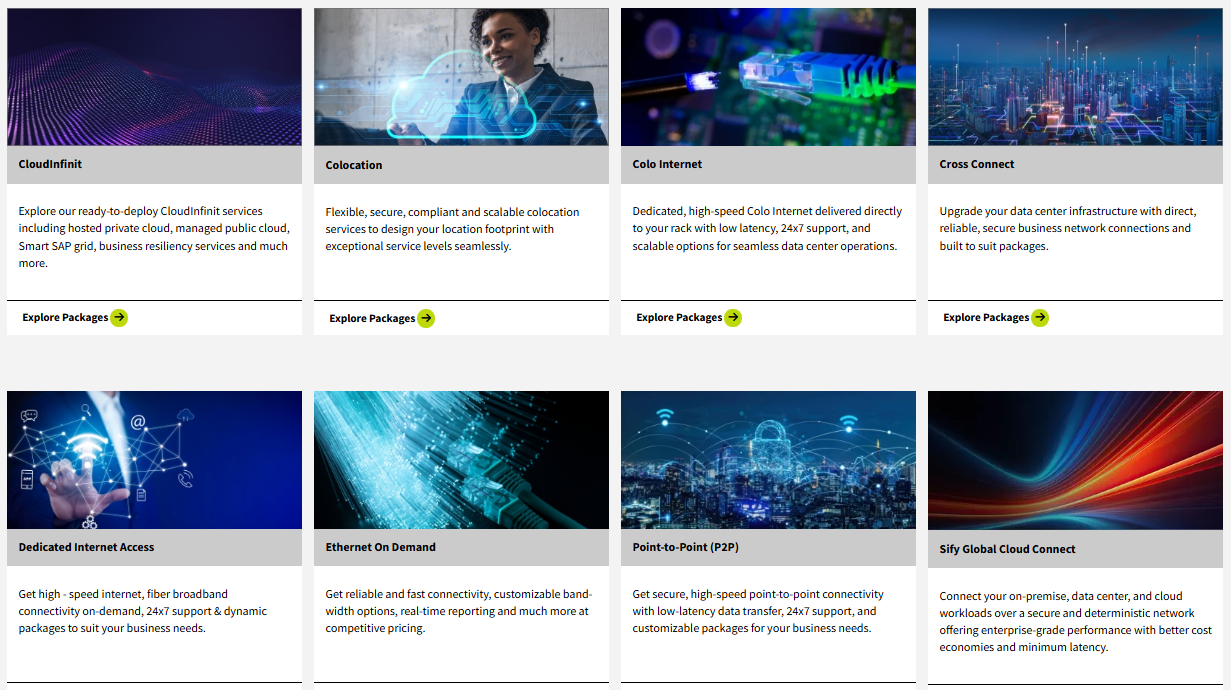 CloudInfinit
Explore our ready-to-deploy CloudInfinit services
including hosted private cloud, managed public cloud,
Smart SAP grid, business resiliency services and much
more.
Explore Packages
Colocation
Flexible, secure, compliant and scalable colocation
services to design your location footprint with
exceptional service levels seamlessly.
Explore Packages
Colo Internet
Dedicated, high-speed Colo Internet delivered directly
to your rack with low latency, 24x7 support, and
scalable options for seamless data center operations.
Explore Packages
Cross Connect
Upgrade your data center infrastructure with direct,
reliable, secure business network connections and
built to suit packages.
Explore Packages
@
APP
Dedicated Internet Access
Get high - speed internet, fiber broadband
connectivity on-demand, 24x7 support & dynamic
packages to suit your business needs.
Ethernet On Demand
Get reliable and fast connectivity, customizable band-
width options, real-time reporting and much more at
competitive pricing.
Point-to-Point (P2P)
Get secure, high-speed point-to-point connectivity
with low-latency data transfer, 24x7 support, and
customizable packages for your business needs.
Sify Global Cloud Connect
Connect your on-premise, data center, and cloud
workloads over a secure and deterministic network
offering enterprise-grade performance with better cost
economies and minimum latency.